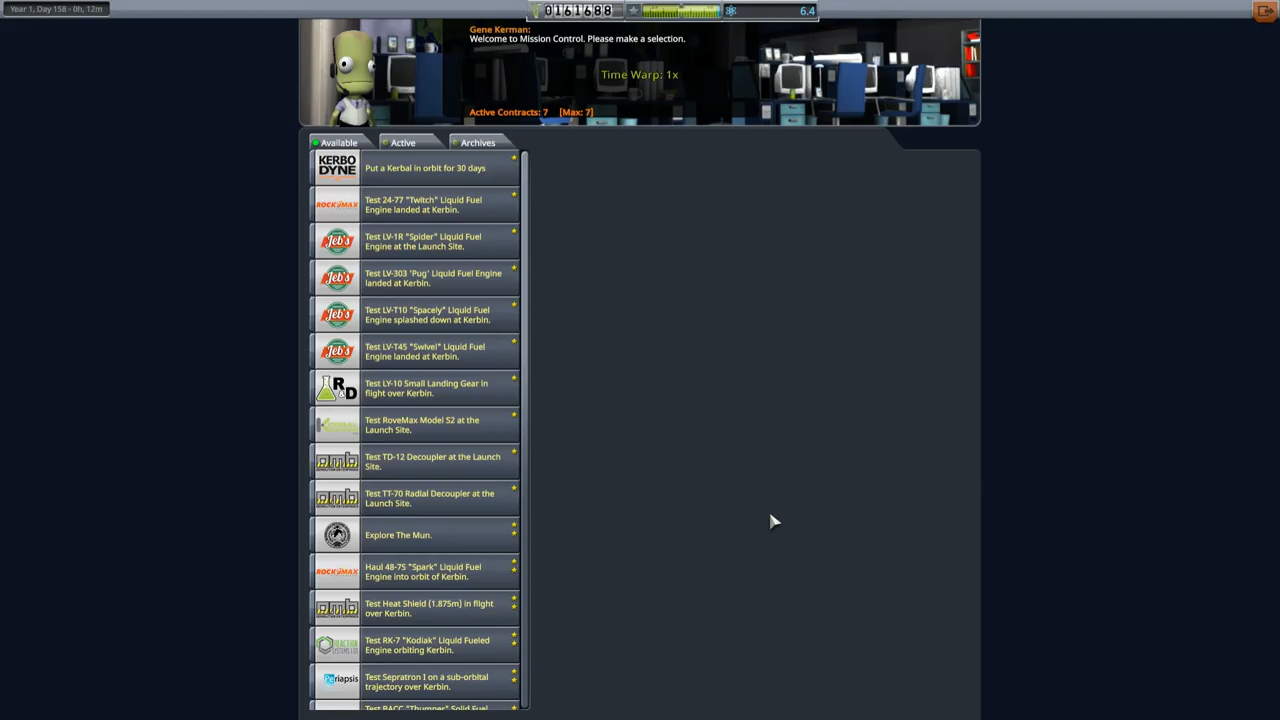 Year 1, Day 158 - 0h, 12m
0161688
6.4
Gene Kerman:
Welcome to Mission Control. Please make a selection.
Time Warp: 1x
Active Contracts: 7 [Max: 7]
Available
Active
Archives
KERBO
DYNE
Put a Kerbal in orbit for 30 days
ROCKOMAX
Test 24-77 "Twitch" Liquid Fuel
Engine landed at Kerbin.
Jeb's
Test LV-1R "Spider" Liquid Fuel
Engine at the Launch Site.
Jeb's
Test LV-303 'Pug' Liquid Fuel Engine
landed at Kerbin.
Jeb's
Test LV-T10 "Spacely" Liquid Fuel
Engine splashed down at Kerbin.
Jeb's
Test LV-T45 "Swivel" Liquid Fuel
Engine landed at Kerbin.
R&D
Test LY-10 Small Landing Gear in
flight over Kerbin.
Test RoveMax Model S2 at the
Launch Site.
Test TD-12 Decoupler at the Launch
Site.
Test TT-70 Radial Decoupler at the
Launch Site.
Explore The Mun.
ROCKOMAX
Haul 48-7S "Spark" Liquid Fuel
Engine into orbit of Kerbin.
Test Heat Shield (1.875m) in flight
over Kerbin.
REACTION
SYSTEMS LTD
Test RK-7 "Kodiak" Liquid Fueled
Engine orbiting Kerbin.
Periapsis
Test Sepratron I on a sub-orbital
trajectory over Kerbin.
Test BACC "Thumper" Solid Fuel